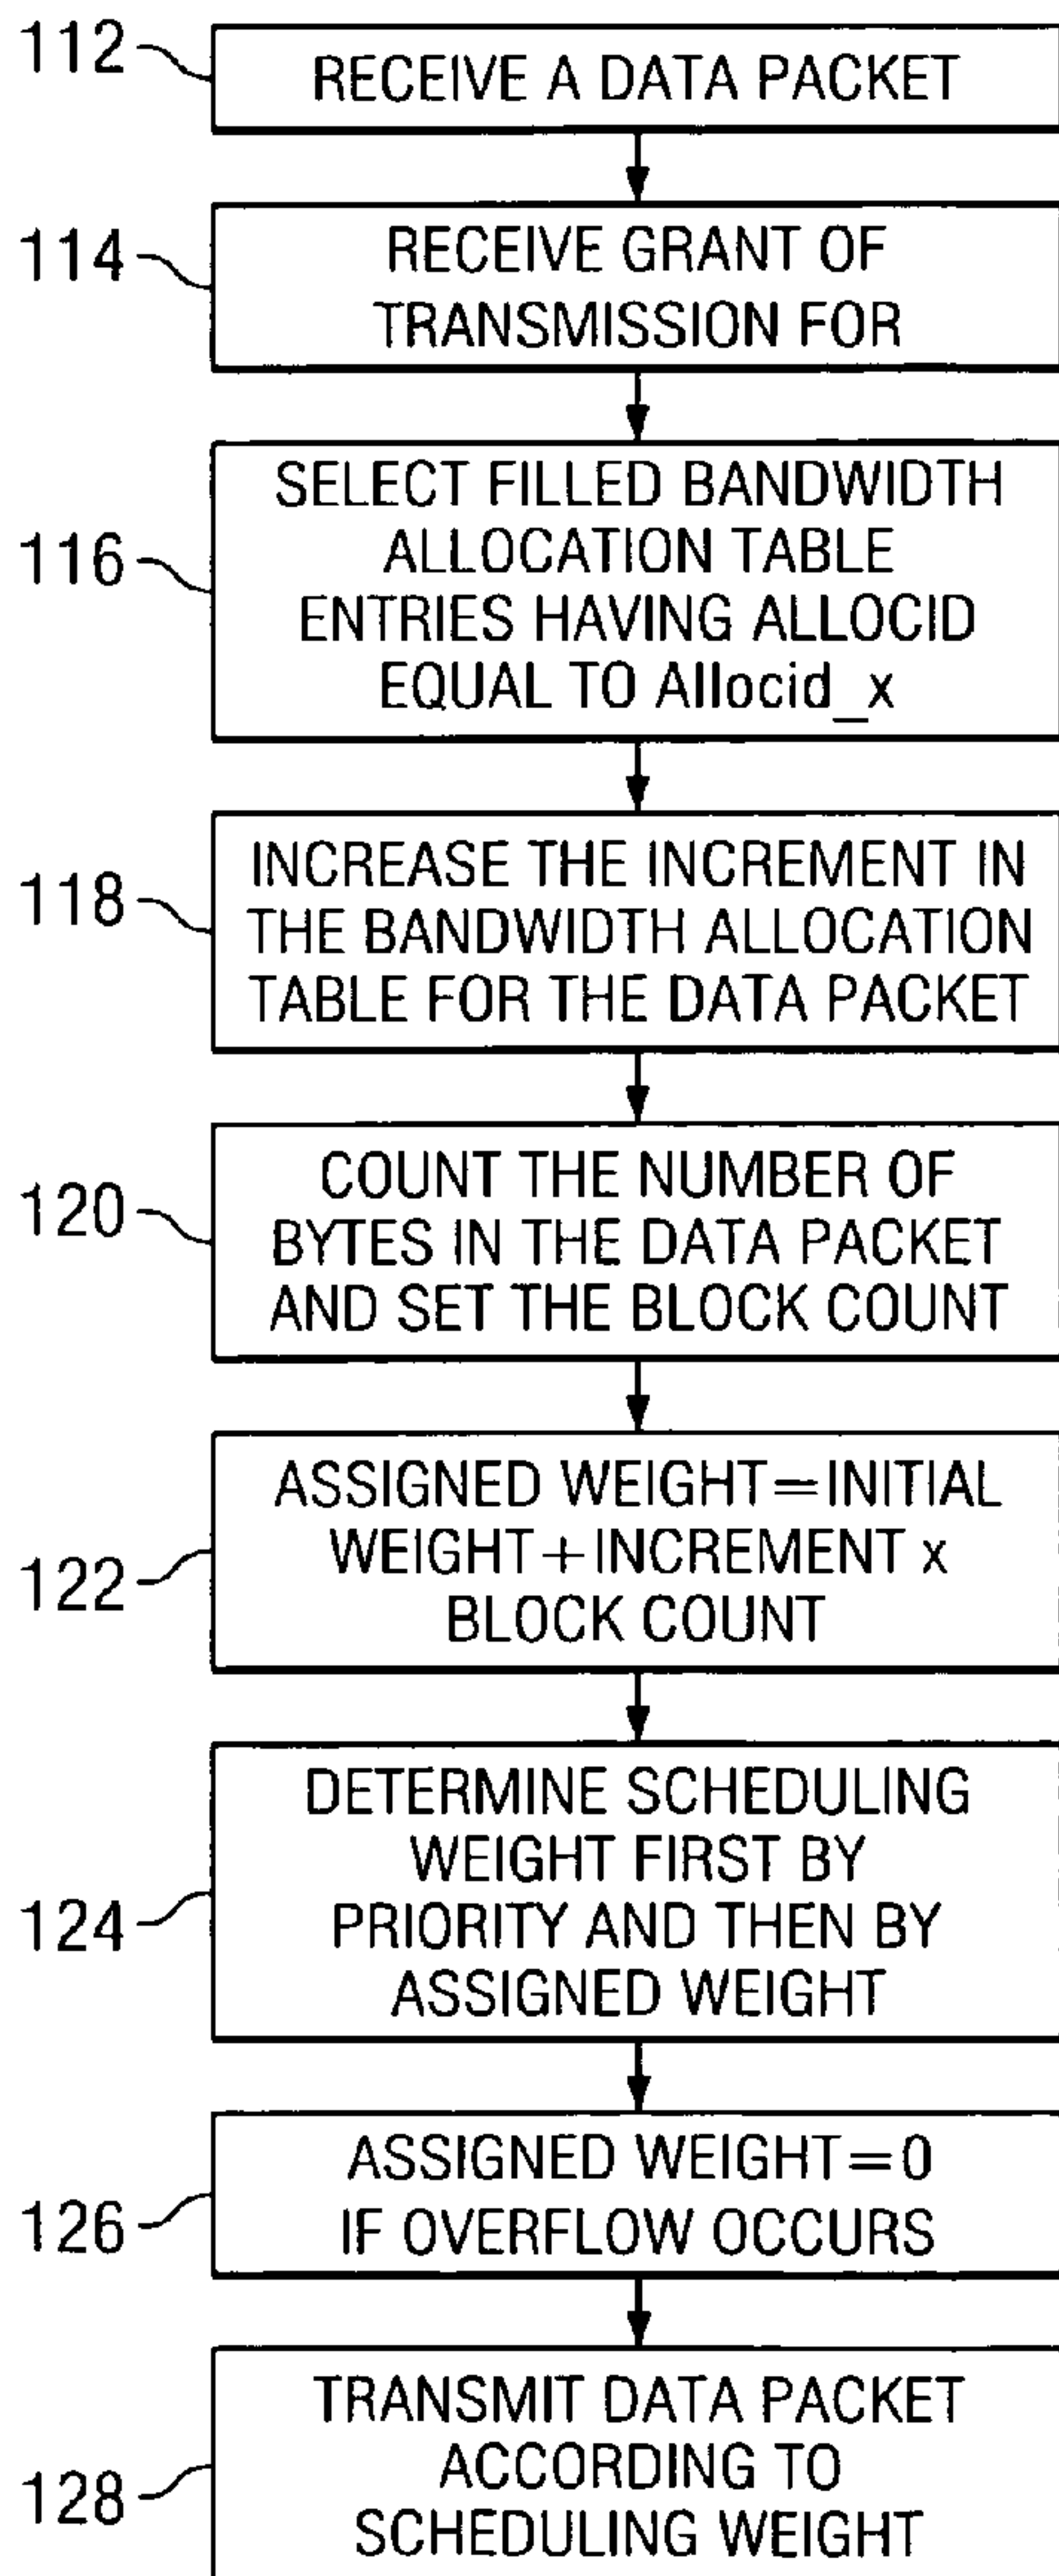 112
RECEIVE A DATA PACKET
114
RECEIVE GRANT OF
TRANSMISSION FOR
116
SELECT FILLED BANDWIDTH
ALLOCATION TABLE
ENTRIES HAVING ALLOCID
EQUAL TO Allocid_x
118
INCREASE THE INCREMENT IN
THE BANDWIDTH ALLOCATION
TABLE FOR THE DATA PACKET
120
COUNT THE NUMBER OF
BYTES IN THE DATA PACKET
AND SET THE BLOCK COUNT
122
ASSIGNED WEIGHT=INITIAL
WEIGHT+INCREMENT x
BLOCK COUNT
124
DETERMINE SCHEDULING
WEIGHT FIRST BY
PRIORITY AND THEN BY
ASSIGNED WEIGHT
126
ASSIGNED WEIGHT=0
IF OVERFLOW OCCURS
128
TRANSMIT DATA PACKET
ACCORDING TO
SCHEDULING WEIGHT